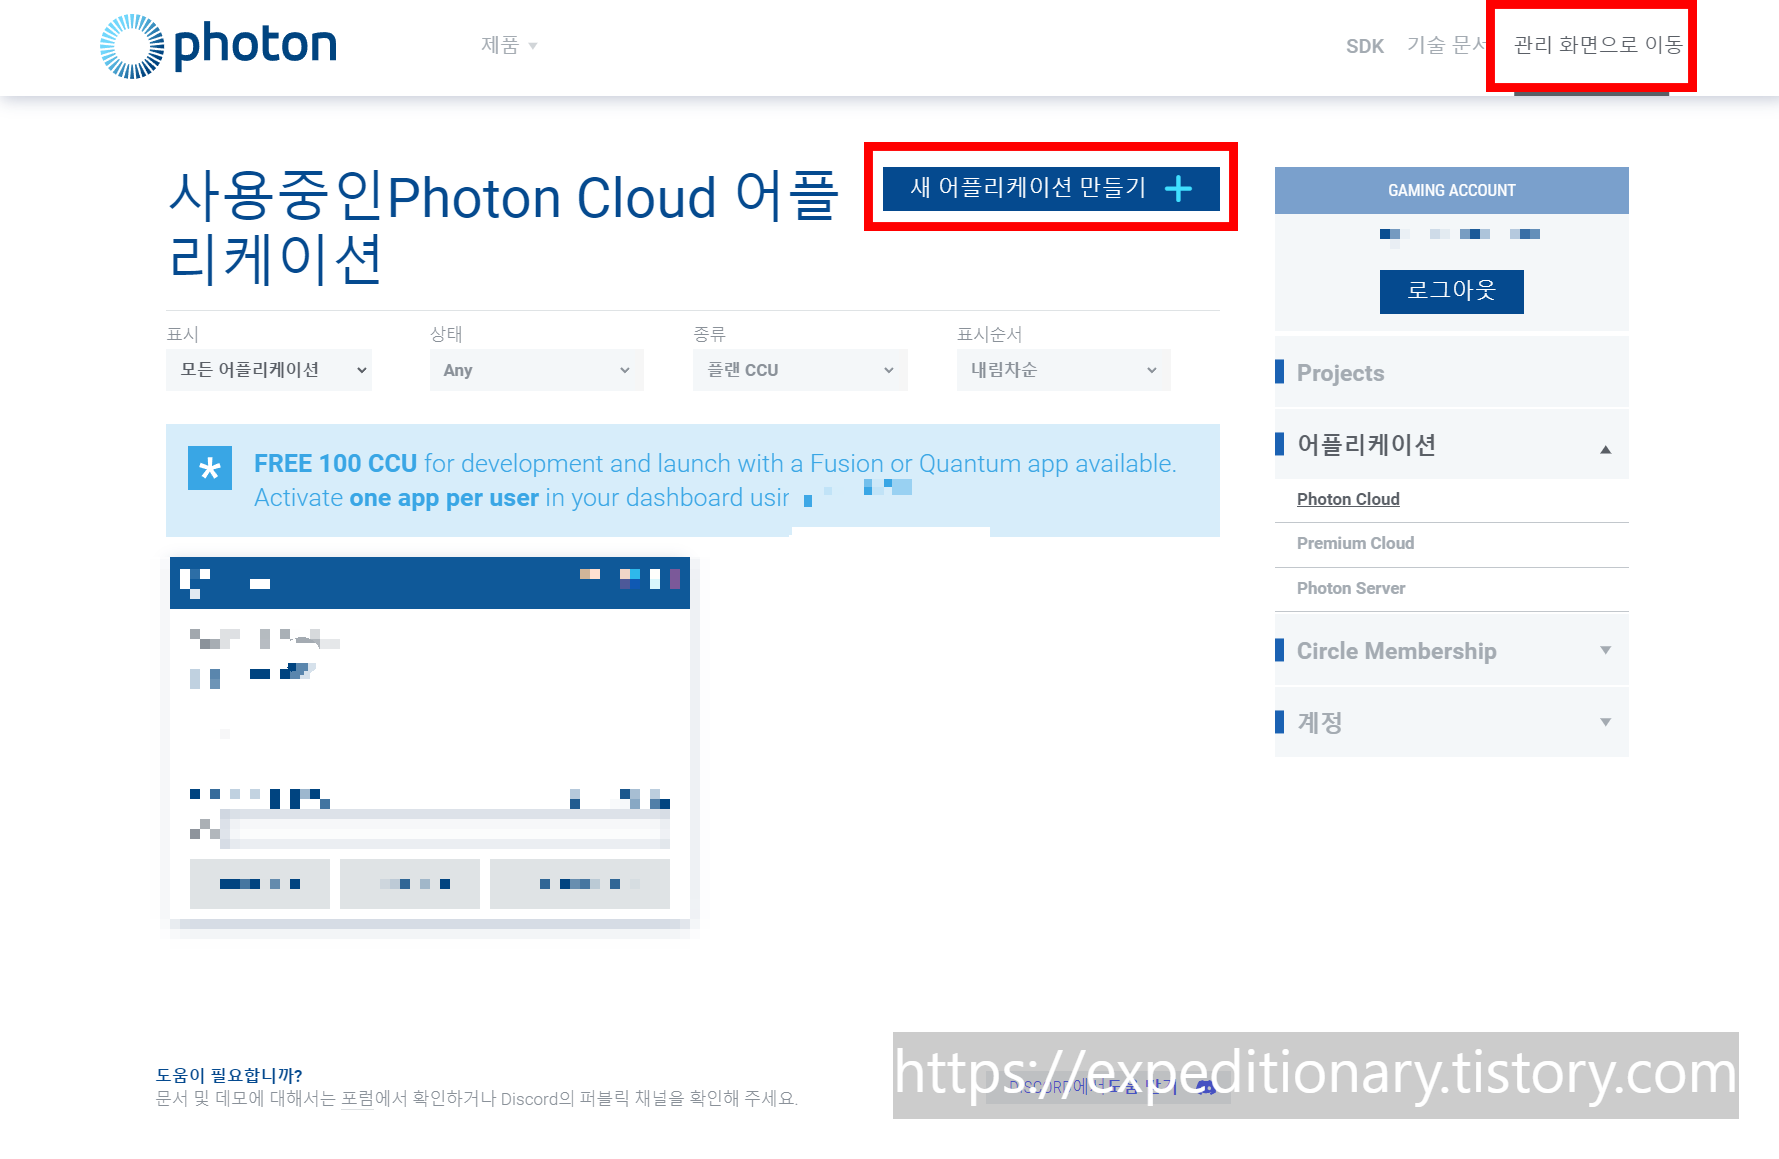 photon
제품
SDK
기술 문서
관리 화면으로 이동
사용중인Photon Cloud 어플
리케이션
새 어플리케이션 만들기
표시
상태
종류
표시순서
모든 어플리케이션
Any
플랜 CCU
내림차순
FREE 100 CCU for development and launch with a Fusion or Quantum app available.
Activate one app per user in your dashboard
GAMING ACCOUNT
로그아웃
Projects
어플리케이션
Photon Cloud
Premium Cloud
Photon Server
Circle Membership
계정
도움이 필요합니까?
문서 및 데모에 대해서는 포럼에서 확인하거나 Discord의 퍼블릭 채널을 확인해 주세요.
DISCORD에서 도움 받기
https://expeditionary.tistory.com